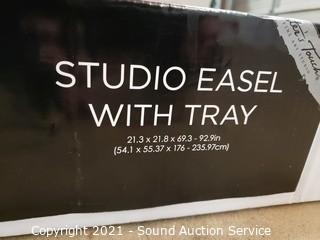 STUDIO EASEL
WITH TRAY
21.3 x 21.8 x 69.3 - 92.9in
(54.1 x 55.37 x 176 - 235.97cm)
Touch
Copyright 2021 - Sound Auction Service